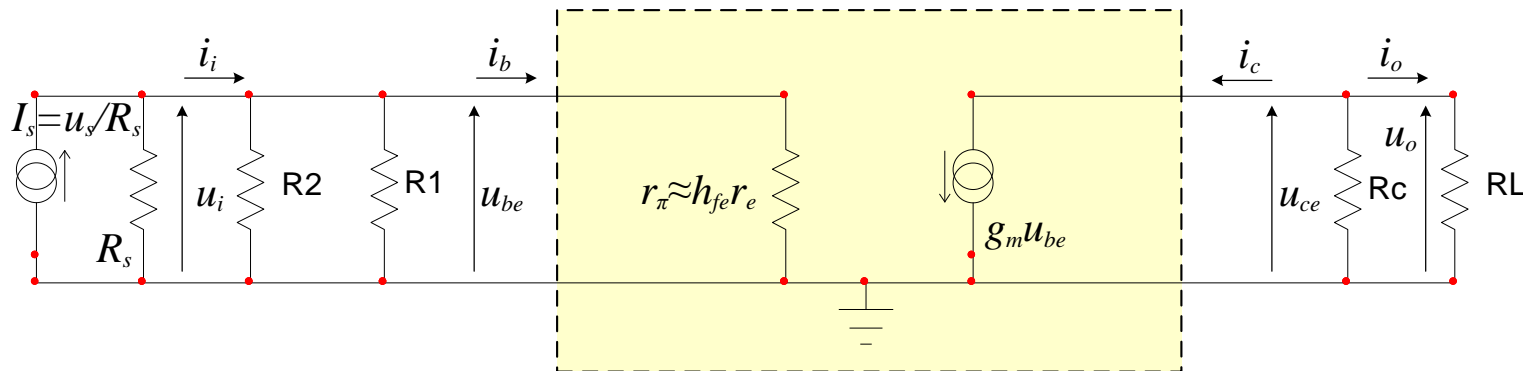 i_i
i_b
i_c
i_o
I_s=u_s/R_s
R_s
u_i
R2
R1
u_be
r_π≈h_fe r_e
g_m u_be
u_ce
Rc
u_o
RL